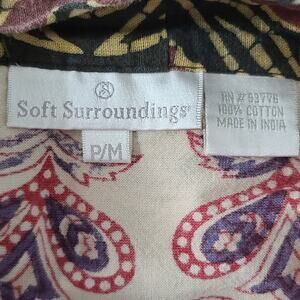 Soft Surroundings
P/M
RN # 93776
100% COTTON
MADE IN INDIA